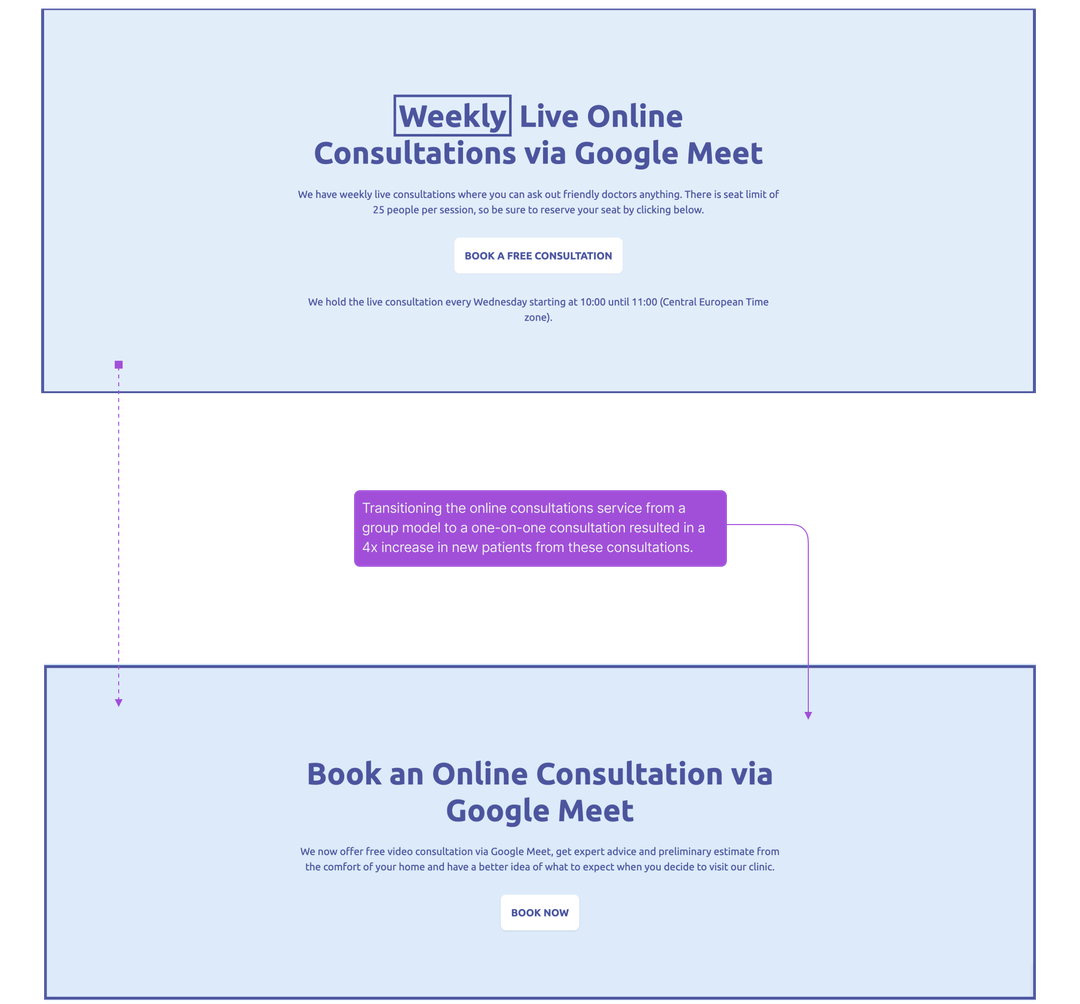 Weekly Live Online
Consultations via Google Meet
We have weekly live consultations where you can ask out friendly doctors anything. There is seat limit of
25 people per session, so be sure to reserve your seat by clicking below.
BOOK A FREE CONSULTATION
We hold the live consultation every Wednesday starting at 10:00 until 11:00 (Central European Time
zone).
Transitioning the online consultations service from a
group model to a one-on-one consultation resulted in a
4x increase in new patients from these consultations.
Book an Online Consultation via
Google Meet
We now offer free video consultation via Google Meet, get expert advice and preliminary estimate from
the comfort of your home and have a better idea of what to expect when you decide to visit our clinic.
BOOK NOW